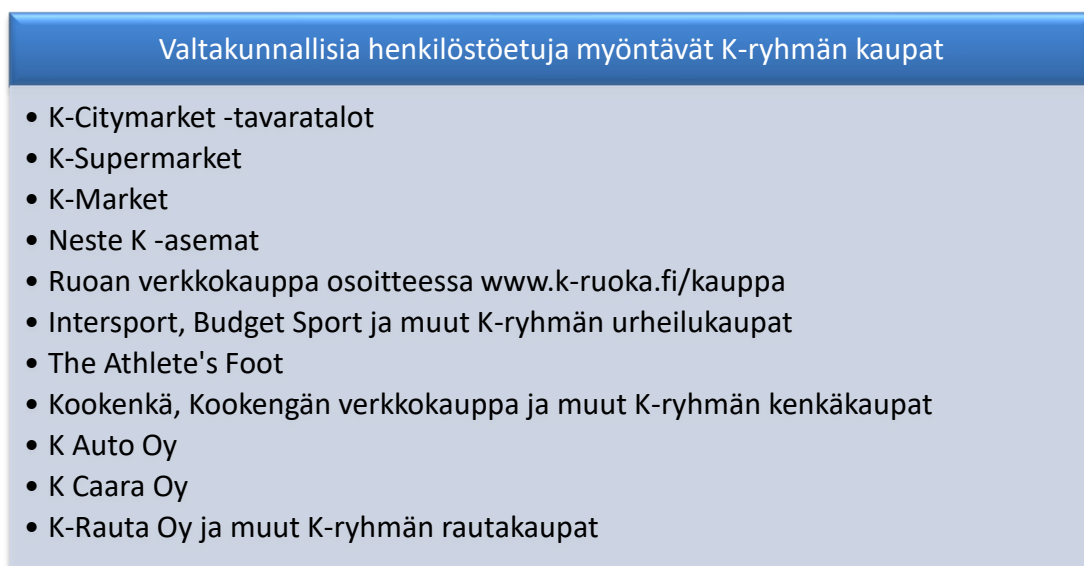 Valtakunnallisia henkilöstöetuja myöntävät K-ryhmän kaupat
• K-Citymarket -tavaratalot
• K-Supermarket
• K-Market
• Neste K -asemat
• Ruoan verkkokauppa osoitteessa www.k-ruoka.fi/kauppa
• Intersport, Budget Sport ja muut K-ryhmän urheilukaupat
• The Athlete's Foot
• Kookenkä, Kookengän verkkokauppa ja muut K-ryhmän kenkäkaupat
• K Auto Oy
• K Caara Oy
• K-Rauta Oy ja muut K-ryhmän rautakaupat